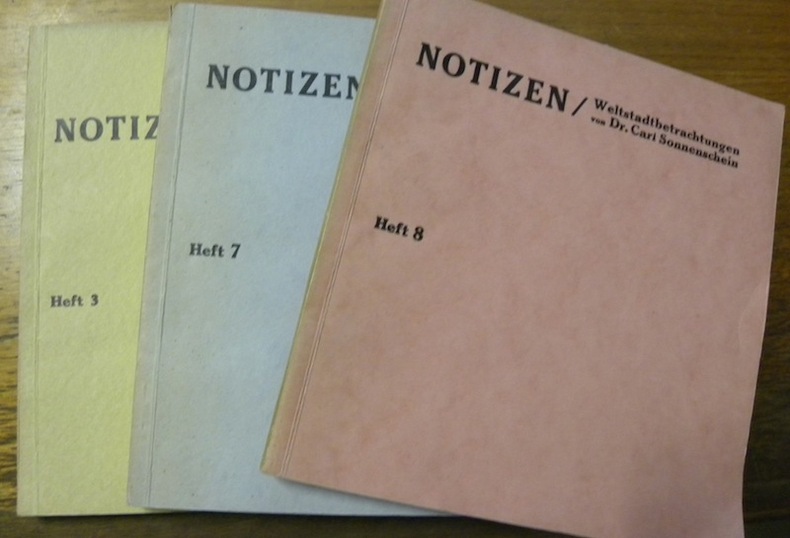 NOTIZ
Heft 3
NOTIZEN
Heft 7
NOTIZEN / Weltstadtbetrachtungen
von Dr. Carl Sonnenschein
Heft 8